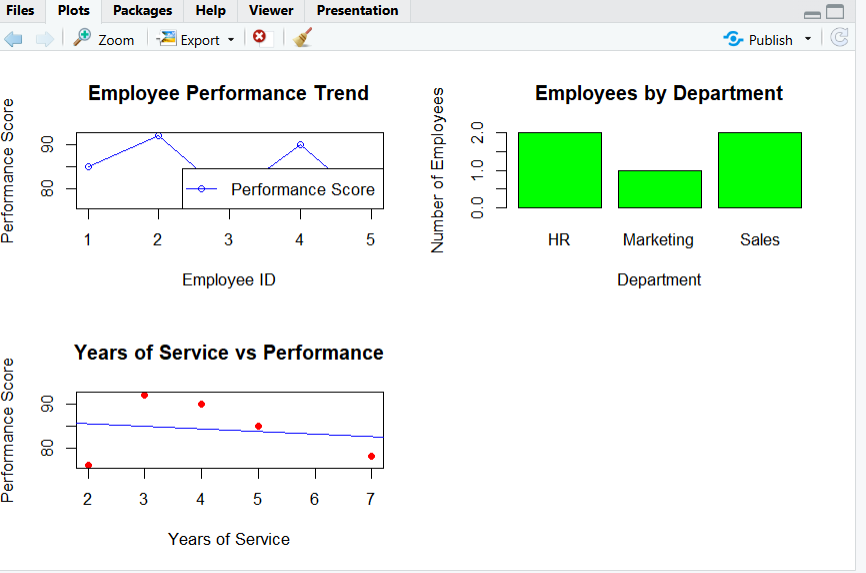 Files Plots Packages Help Viewer Presentation
Zoom Export Publish
Employee Performance Trend
Performance Score
90
80
Performance Score
1 2 3 4 5
Employee ID
Employees by Department
Number of Employees
2.0
1.0
0.0
HR Marketing Sales
Department
Years of Service vs Performance
Performance Score
90
80
2 3 4 5 6 7
Years of Service